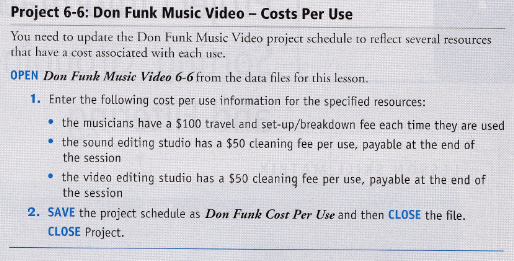 Project 6-6: Don Funk Music Video – Costs Per Use
You need to update the Don Funk Music Video project schedule to reflect several resources
that have a cost associated with each use.
OPEN Don Funk Music Video 6-6 from the data files for this lesson.
1. Enter the following cost per use information for the specified resources:
• the musicians have a $100 travel and set-up/breakdown fee each time they are used
• the sound editing studio has a $50 cleaning fee per use, payable at the end of
the session
• the video editing studio has a $50 cleaning fee per use, payable at the end of
the session
2. SAVE the project schedule as Don Funk Cost Per Use and then CLOSE the file.
CLOSE Project.